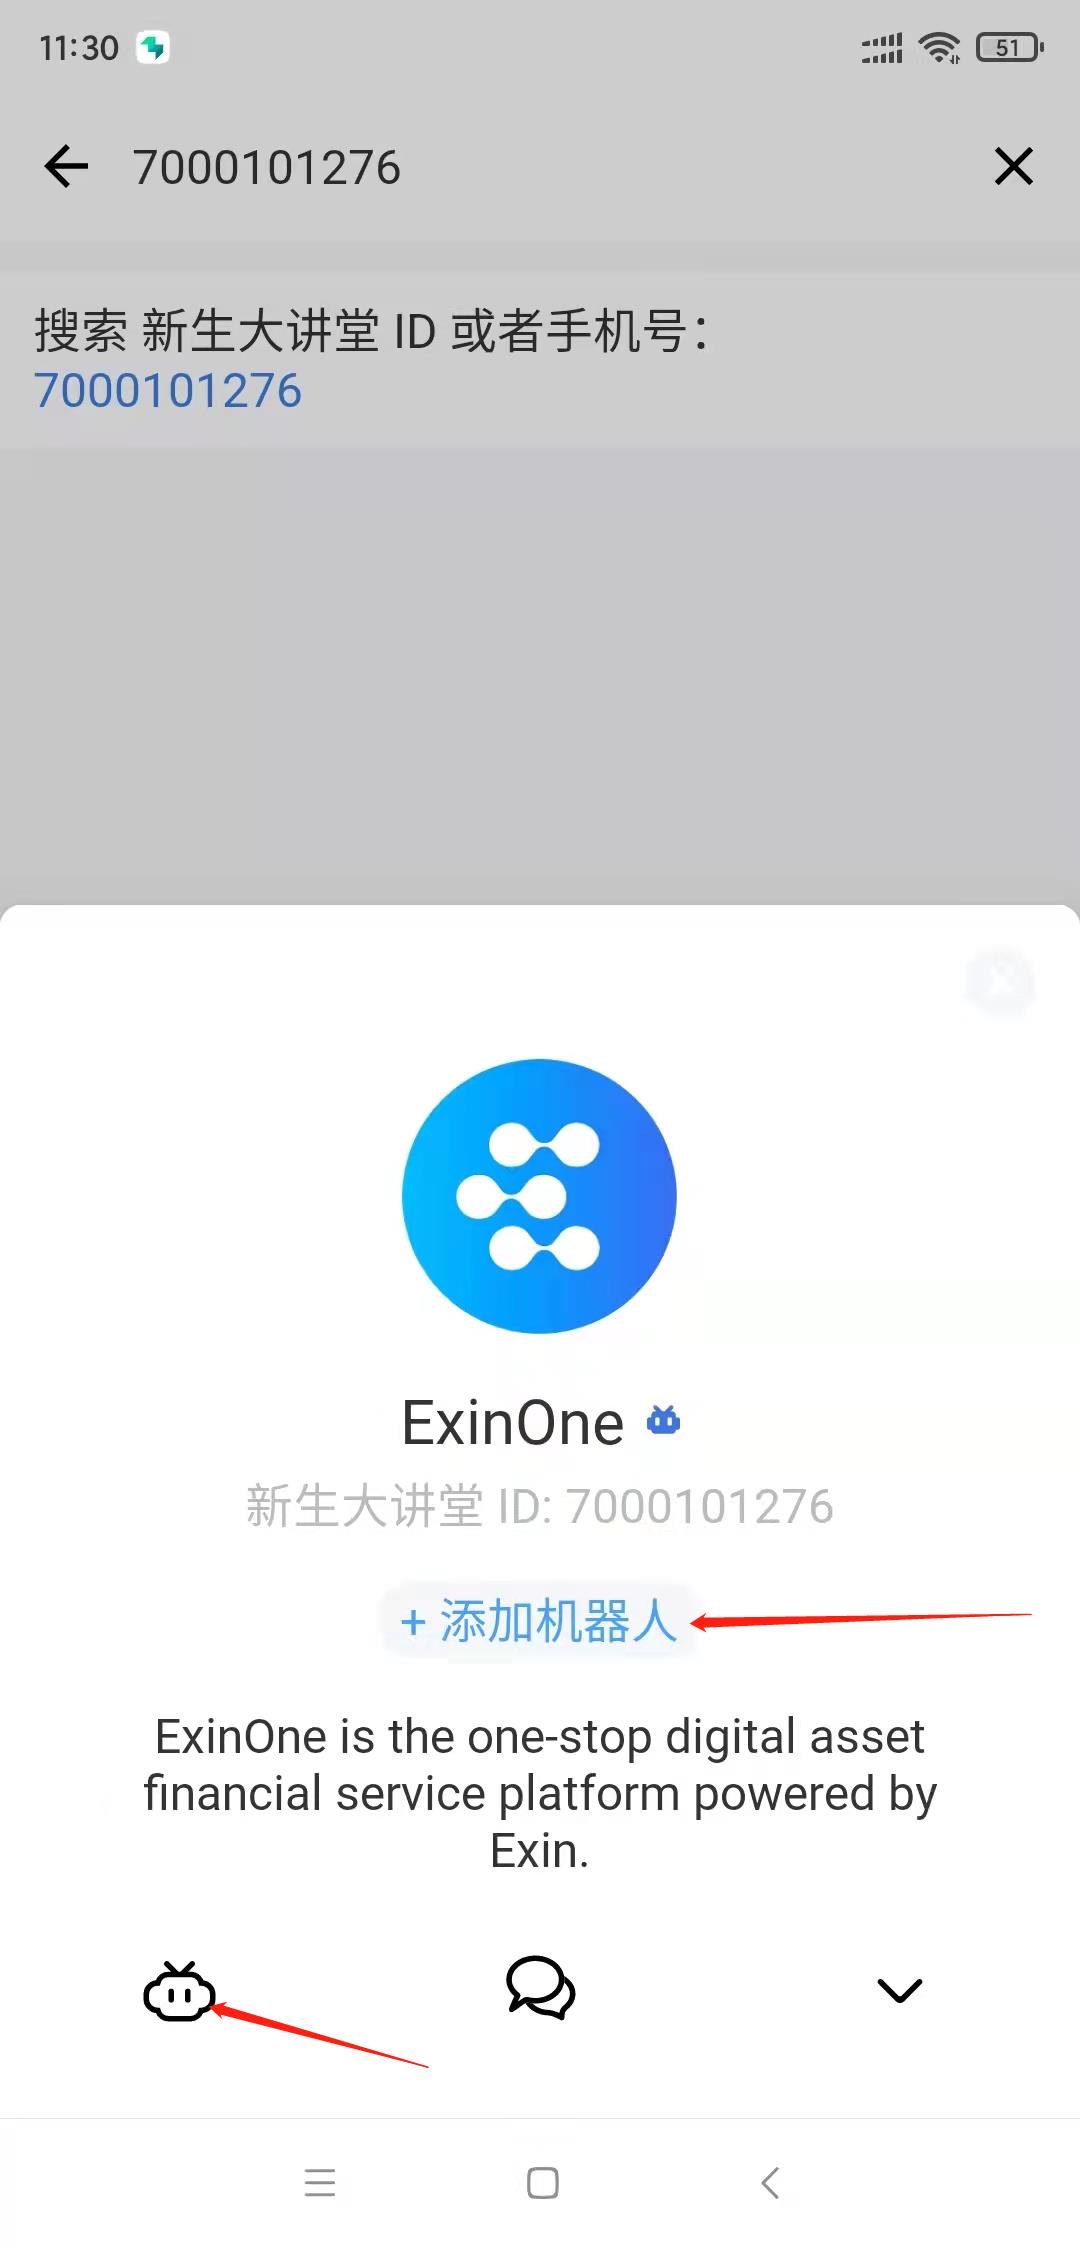 11:30
51
7000101276
搜索 新生大讲堂 ID 或者手机号：
7000101276
ExinOne
新生大讲堂 ID: 7000101276
+ 添加机器人
ExinOne is the one-stop digital asset
financial service platform powered by
Exin.